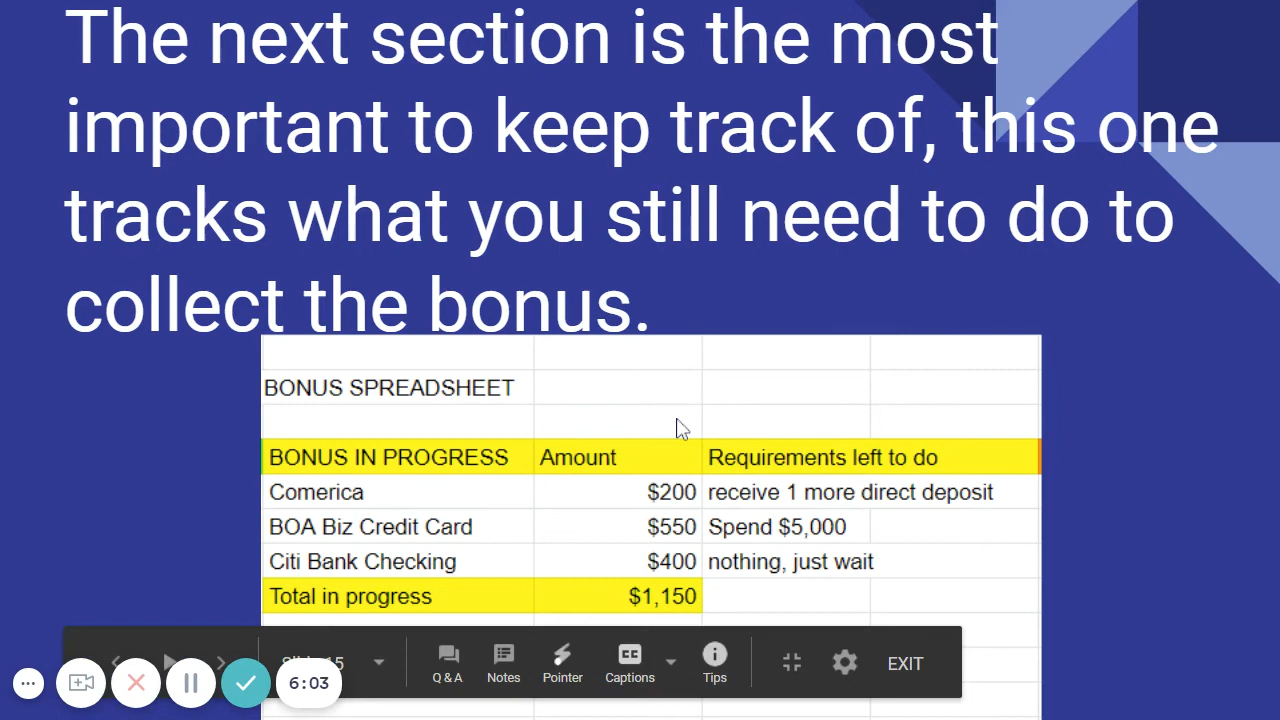 The next section is the most
important to keep track of, this one
tracks what you still need to do to
collect the bonus.
BONUS SPREADSHEET
BONUS IN PROGRESS Amount Requirements left to do
Comerica $200 receive 1 more direct deposit
BOA Biz Credit Card $550 Spend $5,000
Citi Bank Checking $400 nothing, just wait
Total in progress $1,150
Q & A Notes Pointer CC Captions Tips EXIT
6:03